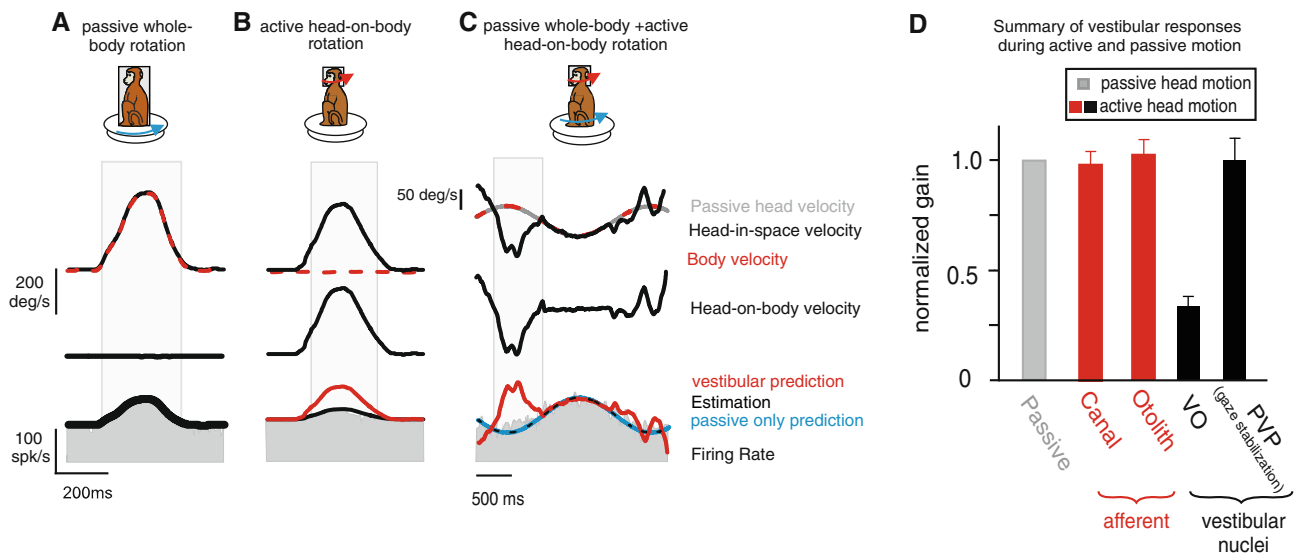 A
passive whole-
body rotation
B
active head-on-body
rotation
C
passive whole-body +active
head-on-body rotation
200
deg/s
100
spk/s
200ms
50 deg/s
Passive head velocity
Head-in-space velocity
Body velocity
Head-on-body velocity
vestibular prediction
Estimation
passive only prediction
Firing Rate
500 ms
D
Summary of vestibular responses
during active and passive motion
passive head motion
active head motion
normalized gain
1.0
0.5
0
Passive
Canal
Otolith
VO
PVP
(gaze stabilization)
afferent
vestibular
nuclei